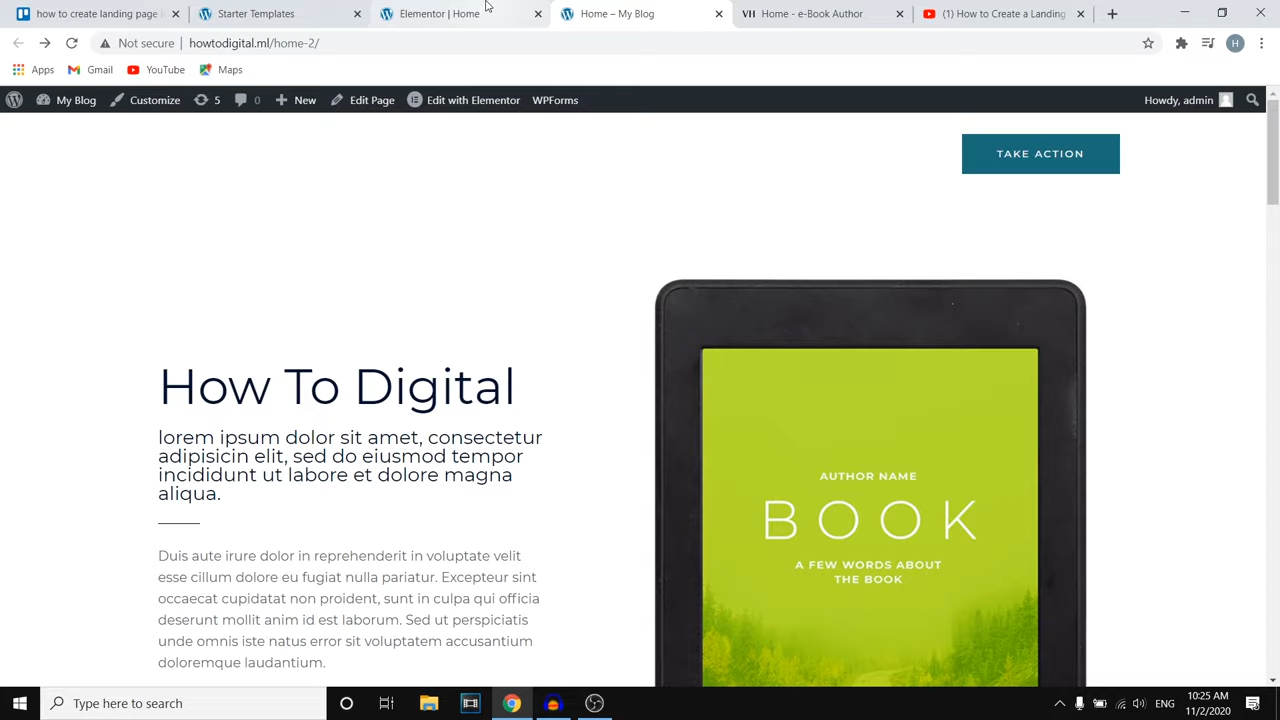 how to create landing page i
Starter Templates
Elementor | Home
Home – My Blog
VH Home - e-Book Author
(1) How to Create a Landing
Not secure | howtodigital.ml/home-2/
H
Apps Gmail YouTube Maps
My Blog Customize 5 0 New Edit Page Edit with Elementor WPForms Howdy, admin
TAKE ACTION
How To Digital
lorem ipsum dolor sit amet, consectetur
adipisicin elit, sed do eiusmod tempor
incididunt ut labore et dolore magna
aliqua.
Duis aute irure dolor in reprehenderit in voluptate velit
esse cillum dolore eu fugiat nulla pariatur. Excepteur sint
occaecat cupidatat non proident, sunt in culpa qui officia
deserunt mollit anim id est laborum. Sed ut perspiciatis
unde omnis iste natus error sit voluptatem accusantium
doloremque laudantium.
AUTHOR NAME
BOOK
A FEW WORDS ABOUT
THE BOOK
Type here to search
ENG
10:25 AM
11/2/2020